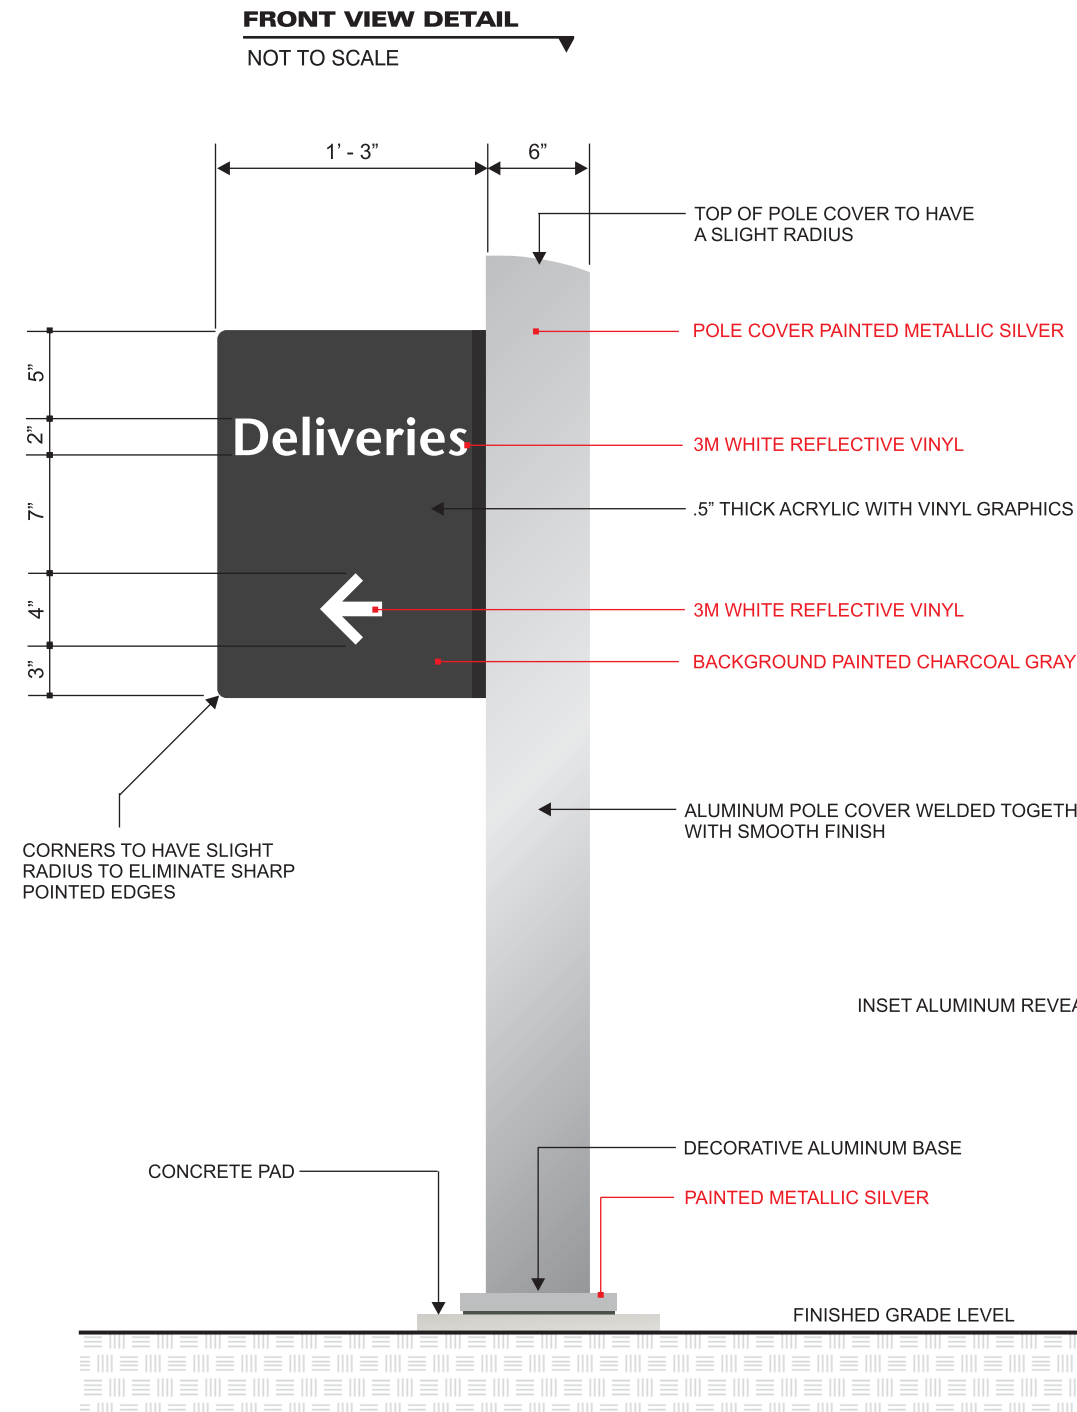 FRONT VIEW DETAIL
NOT TO SCALE
1’ - 3”
6”
TOP OF POLE COVER TO HAVE
A SLIGHT RADIUS
POLE COVER PAINTED METALLIC SILVER
5”
2”
7”
4”
3”
Deliveries
3M WHITE REFLECTIVE VINYL
.5” THICK ACRYLIC WITH VINYL GRAPHICS
3M WHITE REFLECTIVE VINYL
BACKGROUND PAINTED CHARCOAL GRAY
ALUMINUM POLE COVER WELDED TOGETH
WITH SMOOTH FINISH
CORNERS TO HAVE SLIGHT
RADIUS TO ELIMINATE SHARP
POINTED EDGES
INSET ALUMINUM REVEA
DECORATIVE ALUMINUM BASE
CONCRETE PAD
PAINTED METALLIC SILVER
FINISHED GRADE LEVEL